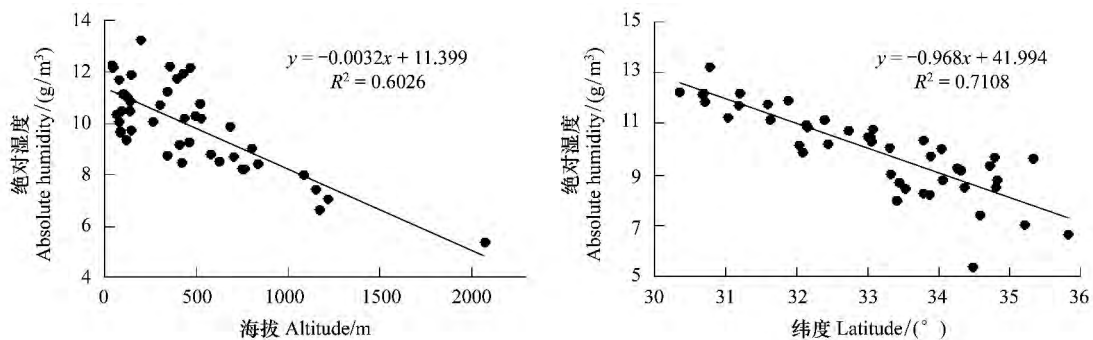 14
12
10
8
6
4
0
500
1000
1500
2000
绝对湿度
Absolute humidity/(g/m³)
y = −0.0032x + 11.399
R² = 0.6026
海拔 Altitude/m
15
13
11
9
7
5
30
31
32
33
34
35
36
绝对湿度
Absolute humidity/(g/m³)
y = −0.968x + 41.994
R² = 0.7108
纬度 Latitude/(°)